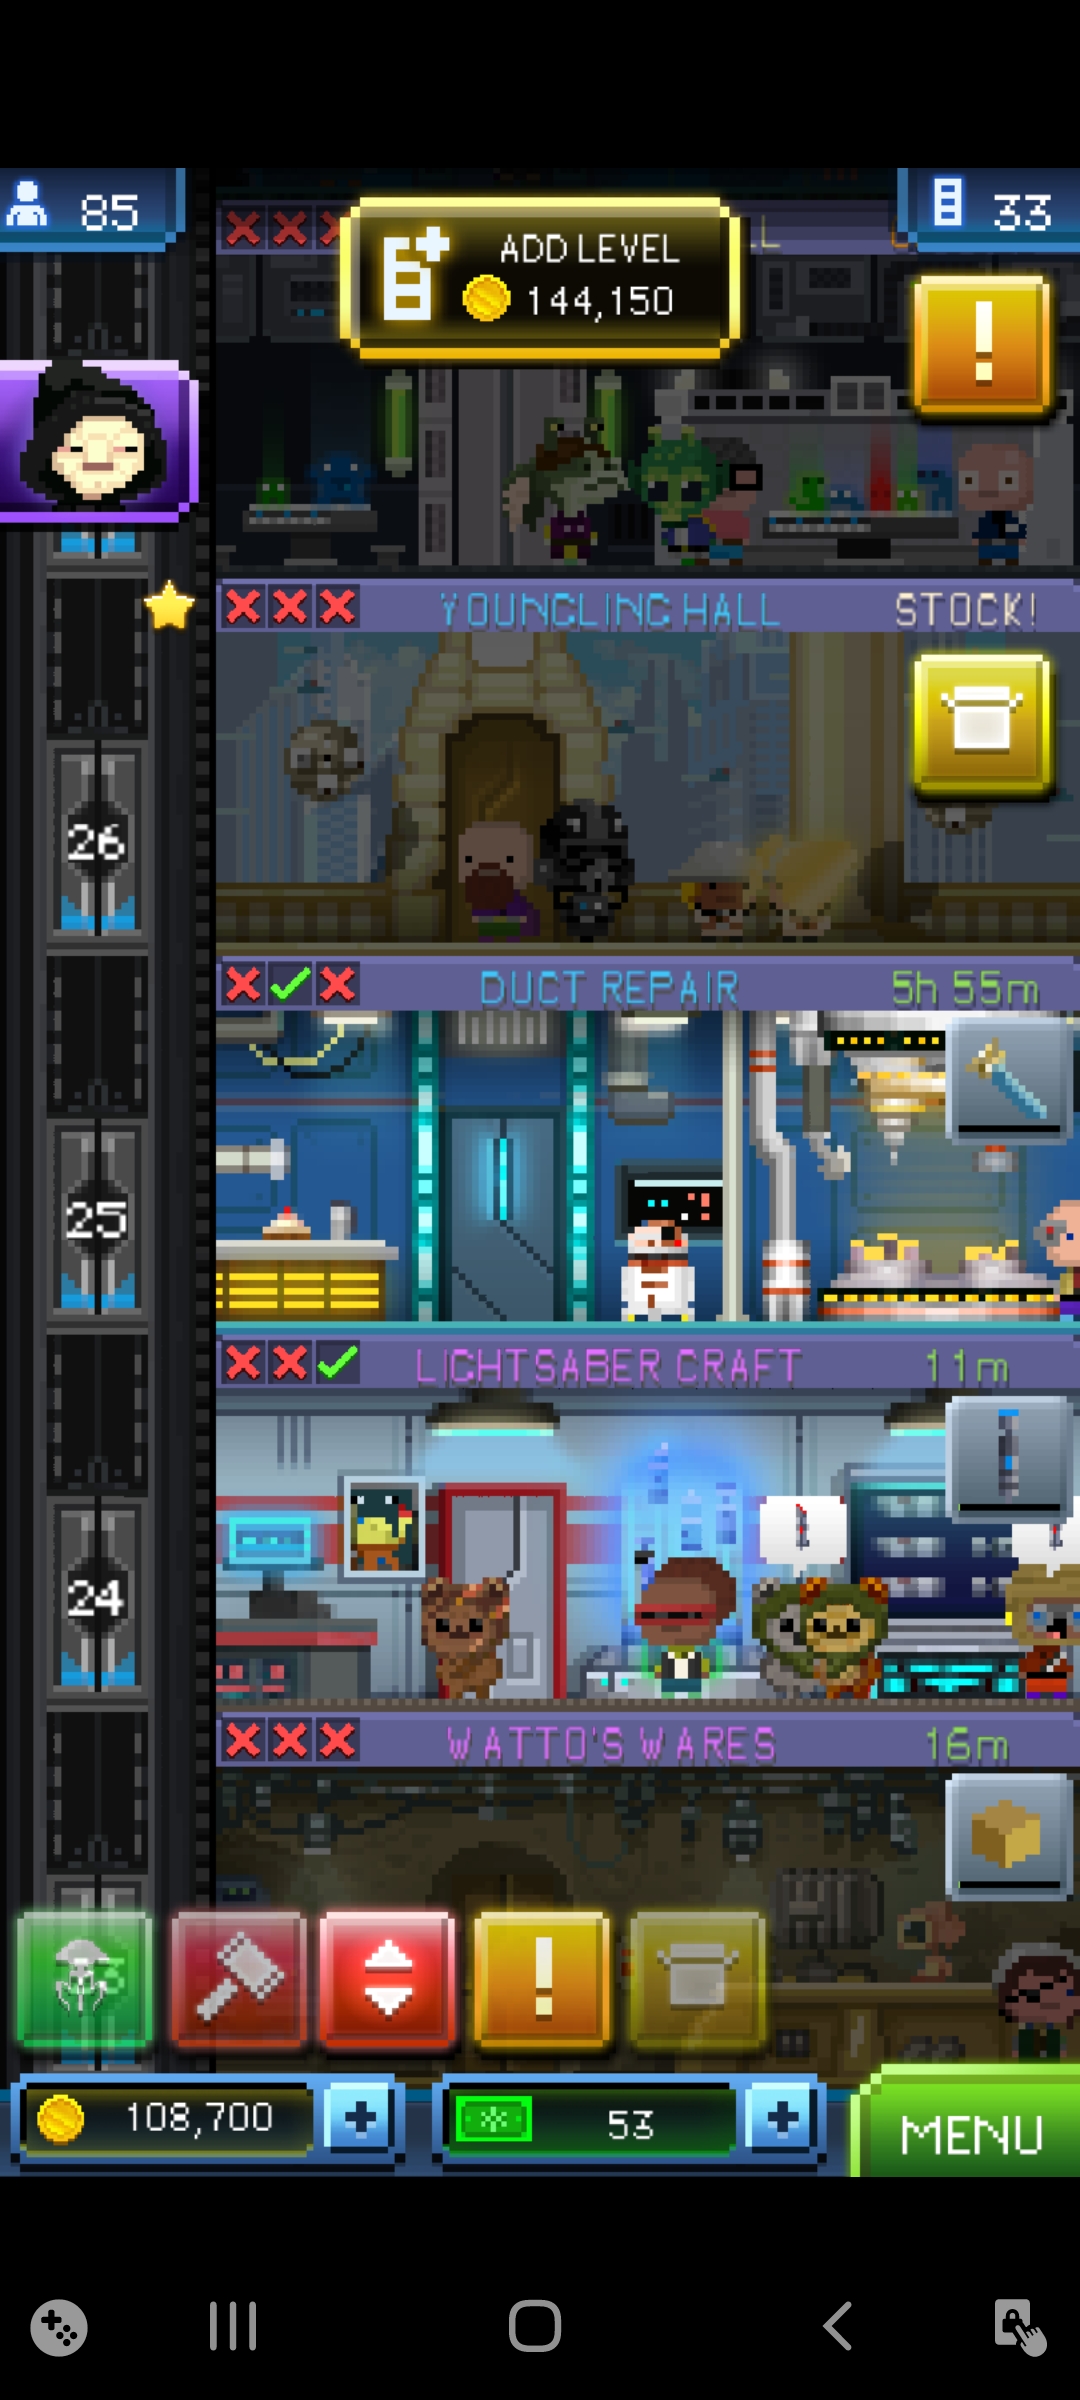 85
33
ADD LEVEL
144,150
YOUNGLING HALL
STOCK!
26
DUCT REPAIR
5h 55m
25
LIGHTSABER CRAFT
11m
24
WATTO'S WARES
16m
108,700
53
MENU